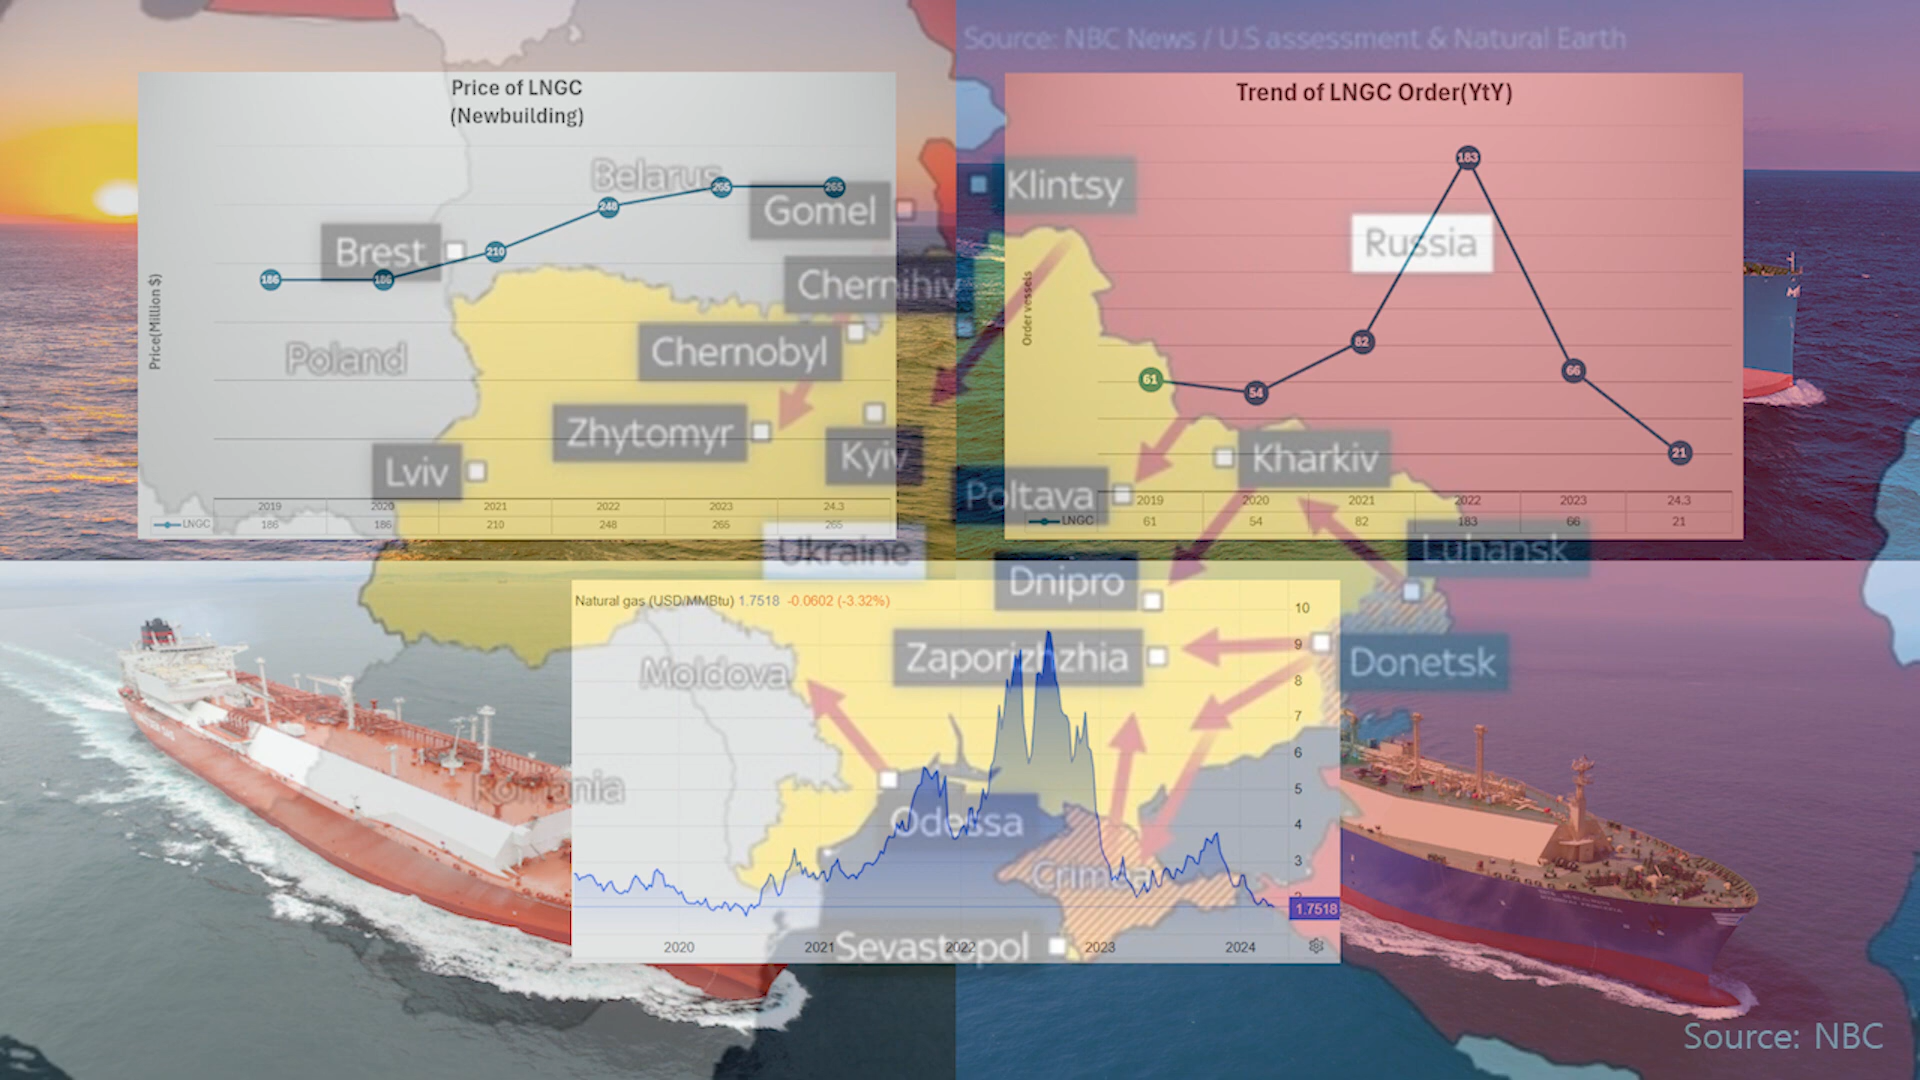 Source: NBC News / U.S assessment & Natural Earth
Price of LNGC
(Newbuilding)
Price(Million $)
186
186
210
248
265
265
2019 2020 2021 2022 2023 24.3
LNGC 186 186 210 248 265 265
Trend of LNGC Order(YtY)
Order vessels
61
54
82
183
66
21
2019 2020 2021 2022 2023 24.3
LNGC 61 54 82 183 66 21
Belarus
Gomel
Klintsy
Brest
Russia
Chernihiv
Poland
Chernobyl
Zhytomyr
Kyiv
Kharkiv
Lviv
Poltava
Ukraine
Luhansk
Dnipro
Natural gas (USD/MMBtu) 1.7518 -0.0602 (-3.32%)
10
9
8
7
6
5
4
3
2
1.7518
Zaporizhzhia
Donetsk
Moldova
Romania
Odessa
Crimea
Sevastopol
2020 2021 2022 2023 2024
Source: NBC